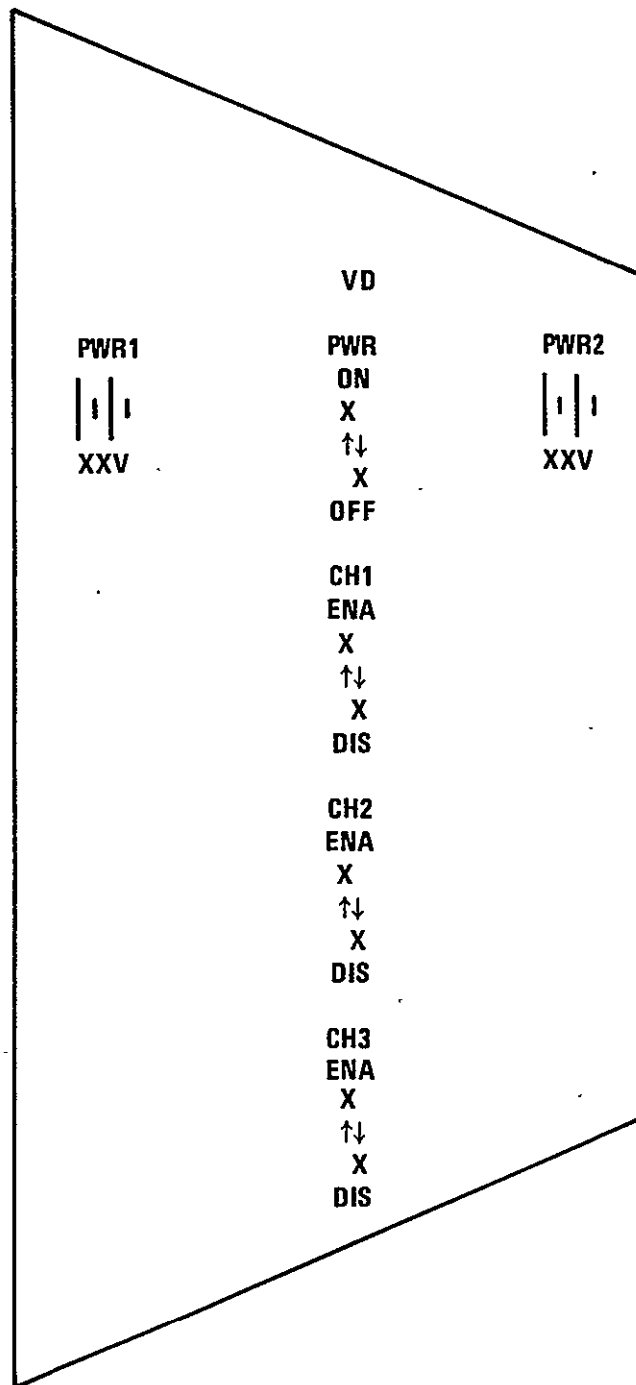 VD
PWR1 PWR PWR2
ON
X
↑↓
XXV X XXV
OFF
CH1
ENA
X
↑↓
X
DIS
CH2
ENA
X
↑↓
X
DIS
CH3
ENA
X
↑↓
X
DIS